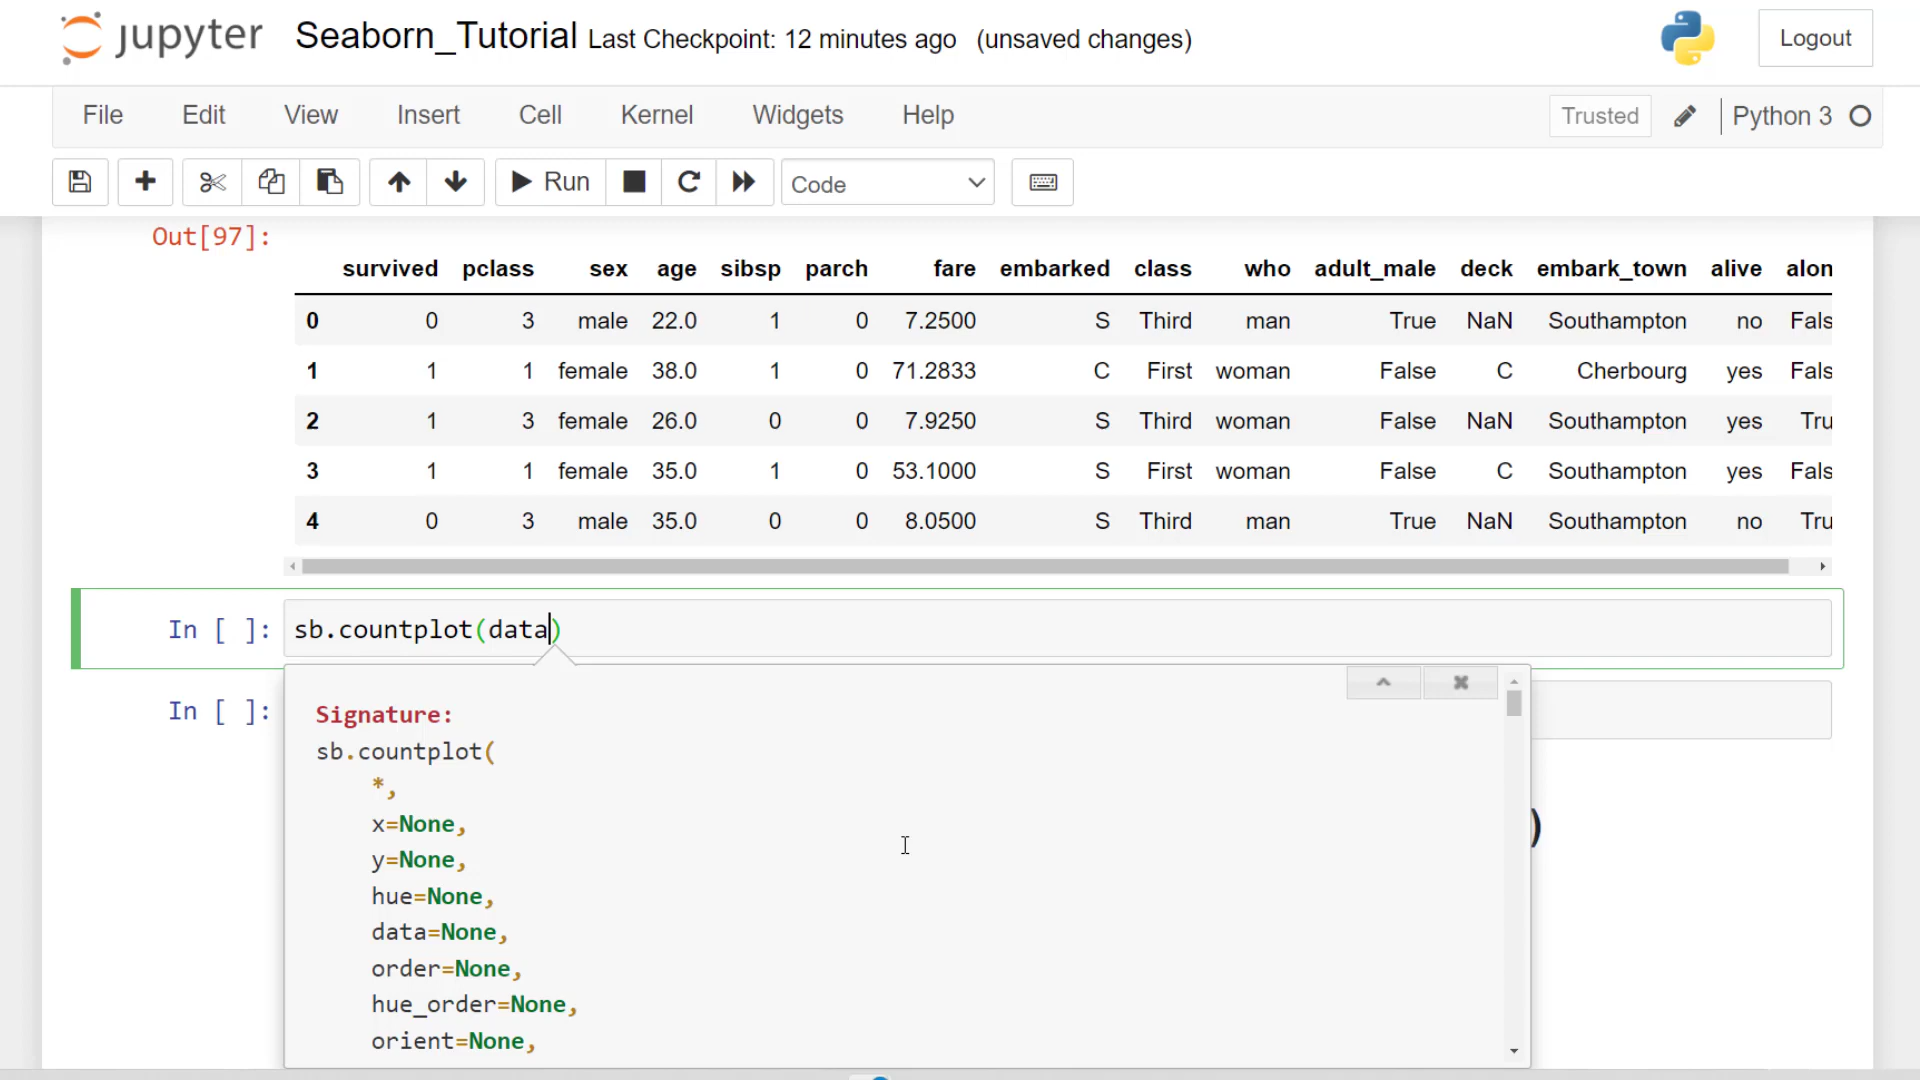 jupyter Seaborn_Tutorial Last Checkpoint: 12 minutes ago (unsaved changes) Logout
File Edit View Insert Cell Kernel Widgets Help Trusted Python 3
Run Code
Out[97]:
survived pclass sex age sibsp parch fare embarked class who adult_male deck embark_town alive alon
0 0 3 male 22.0 1 0 7.2500 S Third man True NaN Southampton no Fals
1 1 1 female 38.0 1 0 71.2833 C First woman False C Cherbourg yes Fals
2 1 3 female 26.0 0 0 7.9250 S Third woman False NaN Southampton yes Tru
3 1 1 female 35.0 1 0 53.1000 S First woman False C Southampton yes Fals
4 0 3 male 35.0 0 0 8.0500 S Third man True NaN Southampton no Tru
In [ ]: sb.countplot(data)
In [ ]:
Signature:
sb.countplot(
*,
x=None,
y=None,
hue=None,
data=None,
order=None,
hue_order=None,
orient=None,
)